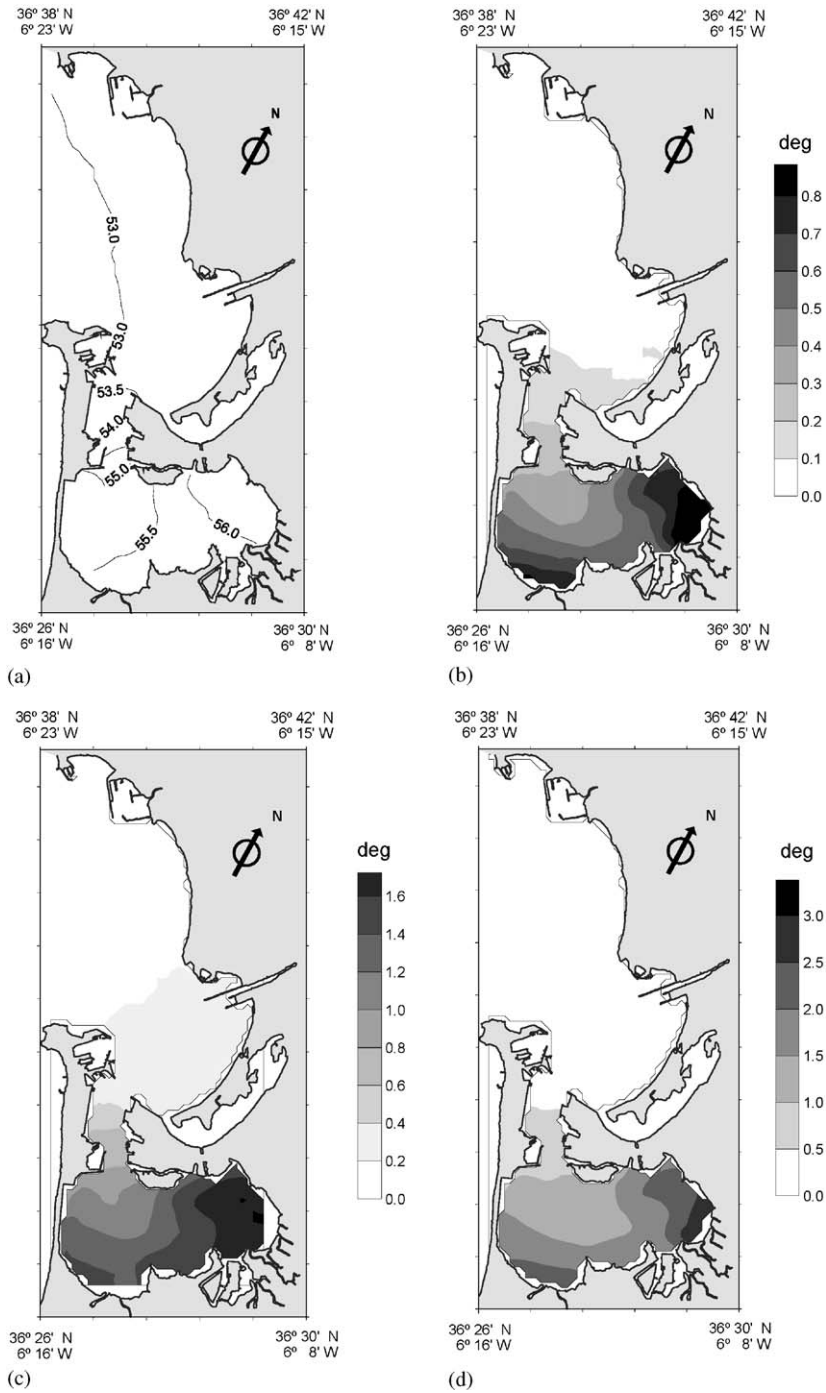 36º 38' N
6º 23' W
36º 42' N
6º 15' W
N
53.0
53.0
53.5
54.0
55.0
55.5
56.0
36º 26' N
6º 16' W
36º 30' N
6º 8' W
(a)
36º 38' N
6º 23' W
36º 42' N
6º 15' W
N
deg
0.8
0.7
0.6
0.5
0.4
0.3
0.2
0.1
0.0
36º 26' N
6º 16' W
36º 30' N
6º 8' W
(b)
36º 38' N
6º 23' W
36º 42' N
6º 15' W
N
deg
1.6
1.4
1.2
1.0
0.8
0.6
0.4
0.2
0.0
36º 26' N
6º 16' W
36º 30' N
6º 8' W
(c)
36º 38' N
6º 23' W
36º 42' N
6º 15' W
N
deg
3.0
2.5
2.0
1.5
1.0
0.5
0.0
36º 26' N
6º 16' W
36º 30' N
6º 8' W
(d)